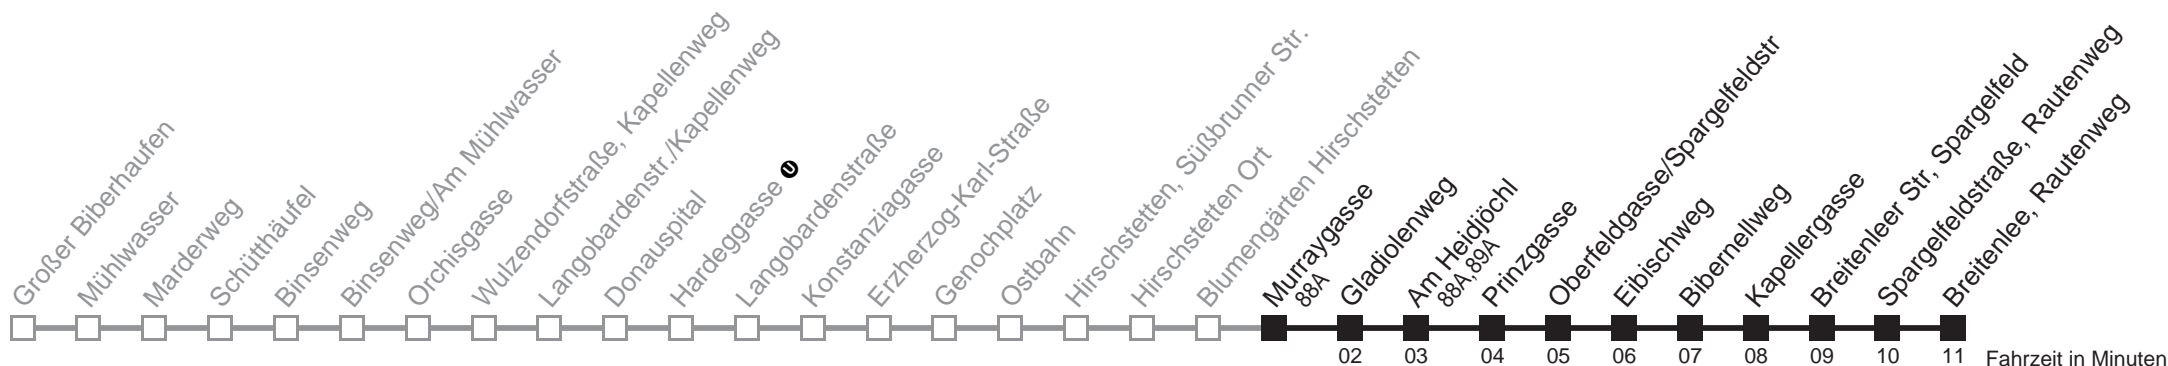 Großer Biberhaufen
Mühlwasser
Marderweg
Schüttthäufel
Binsenweg
Binsenweg/Am Mühlwasser
Orchisgasse
Wulzendorfstraße, Kapellenweg
Langobardenstr./Kapellenweg
Donauspital
Hardeggasse U
Langobardenstraße
Konstanziagasse
Erzherzog-Karl-Straße
Genochplatz
Ostbahn
Hirschstetten, Süßbrunner Str.
Hirschstetten Ort
Blumengärten Hirschstetten
Murraygasse
88A
Gladiolenweg
Am Heidjöchl
88A,89A
Prinzgasse
Oberfeldgasse/Spargelfeldstr
Eibischweg
Bibernellweg
Kapellergasse
Breitenleer Str, Spargelfeld
Spargelfeldstraße, Rautenweg
Breitenlee, Rautenweg
02 03 04 05 06 07 08 09 10 11 Fahrzeit in Minuten